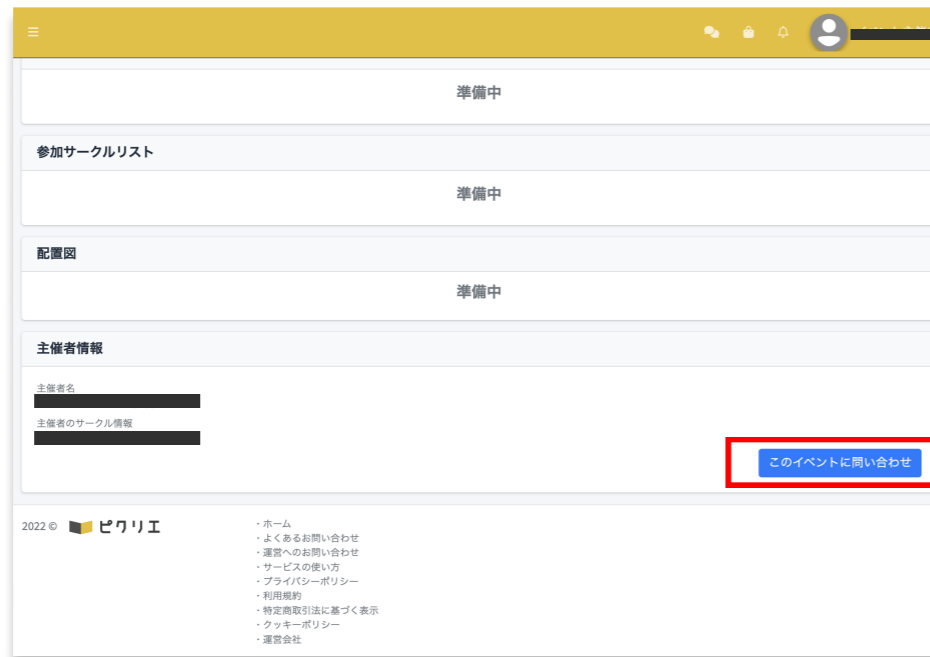 準備中
参加サークルリスト
準備中
配置図
準備中
主催者情報
主催者名
主催者のサークル情報
このイベントに問い合わせ
2022 © ピクリエ
・ホーム
・よくあるお問い合わせ
・運営へのお問い合わせ
・サービスの使い方
・プライバシーポリシー
・利用規約
・特定商取引法に基づく表示
・クッキーポリシー
・運営会社